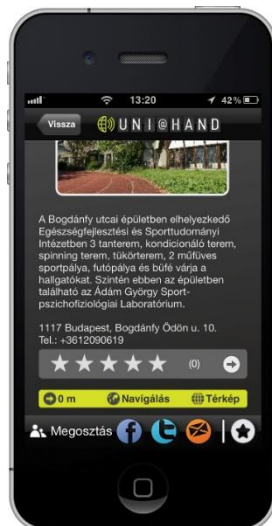 13:20
42%
Vissza
UNI@HAND
A Bogdánfy utcai épületben elhelyezkedő
Egészségfejlesztési és Sporttudományi
Intézetben 3 tanterem, kondicionáló terem,
spinning terem, tükörterem, 2 műfüves
sportpálya, futópálya és büfé várja a
hallgatókat. Szintén ebben az épületben
található az Ádám György Sport-
pszichofiziológiai Laboratórium.
1117 Budapest, Bogdánfy Ödön u. 10.
Tel.: +3612090619
(0)
0 m Navigálás Térkép
Megosztás